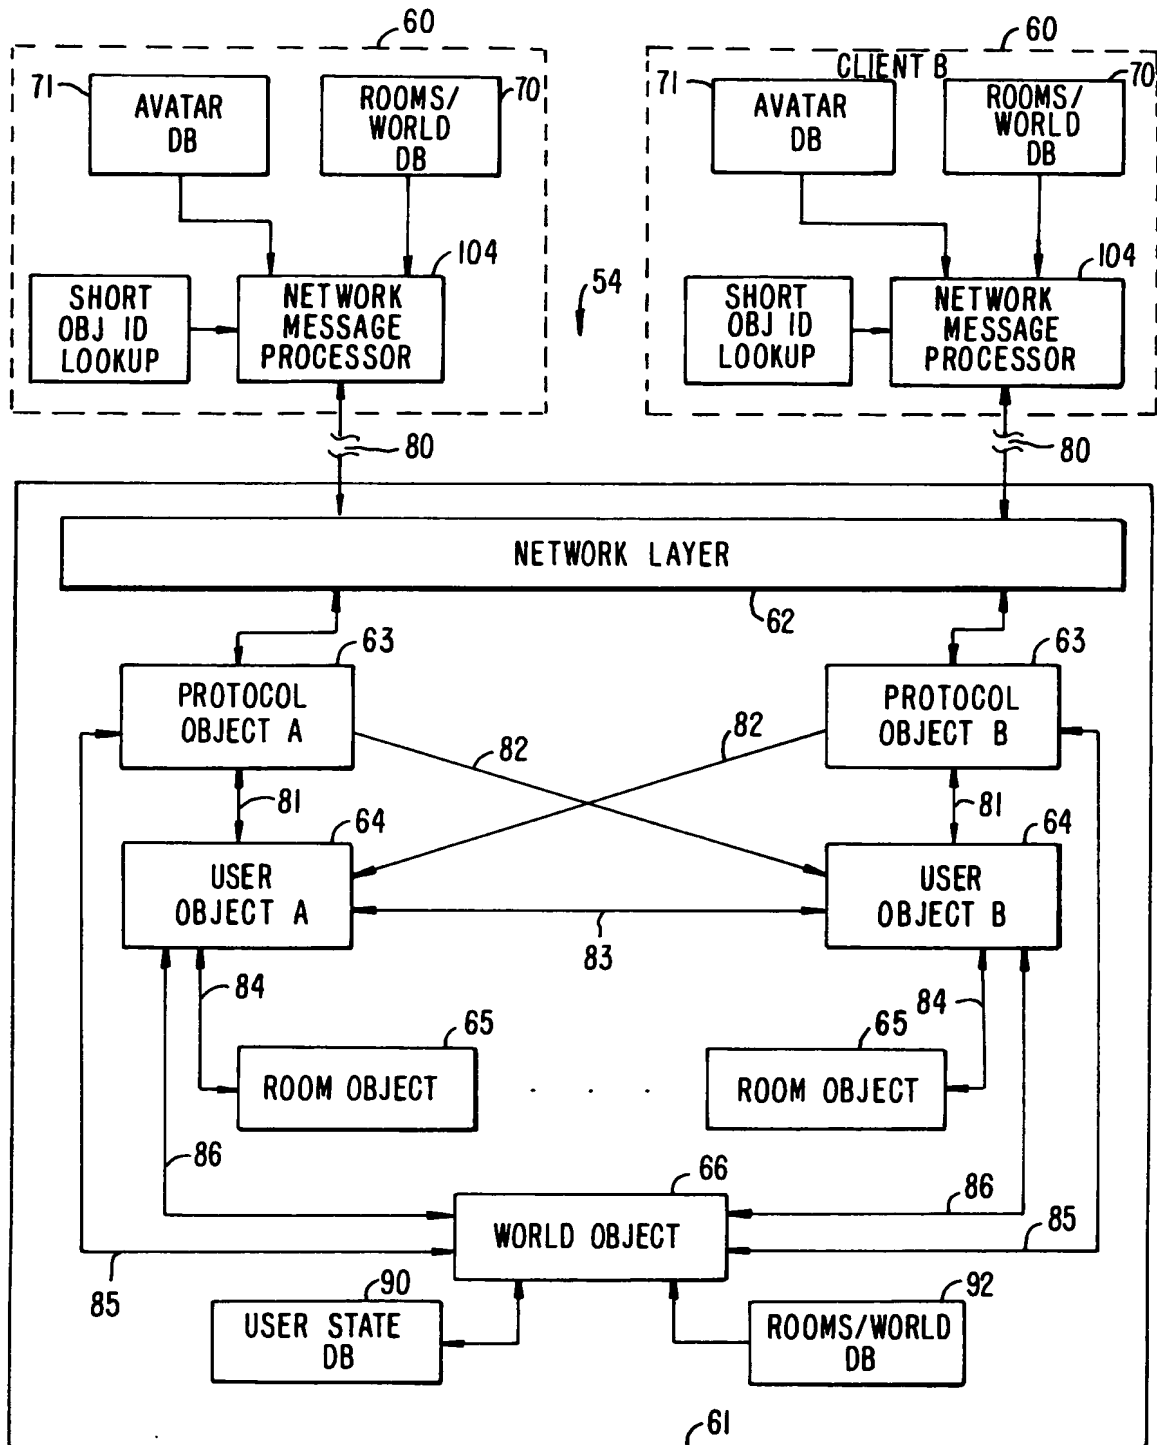 60
60
CLIENT B
71
AVATAR
DB
70
ROOMS/
WORLD
DB
71
AVATAR
DB
70
ROOMS/
WORLD
DB
SHORT
OBJ ID
LOOKUP
104
NETWORK
MESSAGE
PROCESSOR
54
SHORT
OBJ ID
LOOKUP
104
NETWORK
MESSAGE
PROCESSOR
80
80
NETWORK LAYER
62
63
PROTOCOL
OBJECT A
63
PROTOCOL
OBJECT B
82
82
81
81
64
USER
OBJECT A
64
USER
OBJECT B
83
84
84
65
ROOM OBJECT
65
ROOM OBJECT
86
86
66
WORLD OBJECT
85
85
90
USER STATE
DB
92
ROOMS/WORLD
DB
61